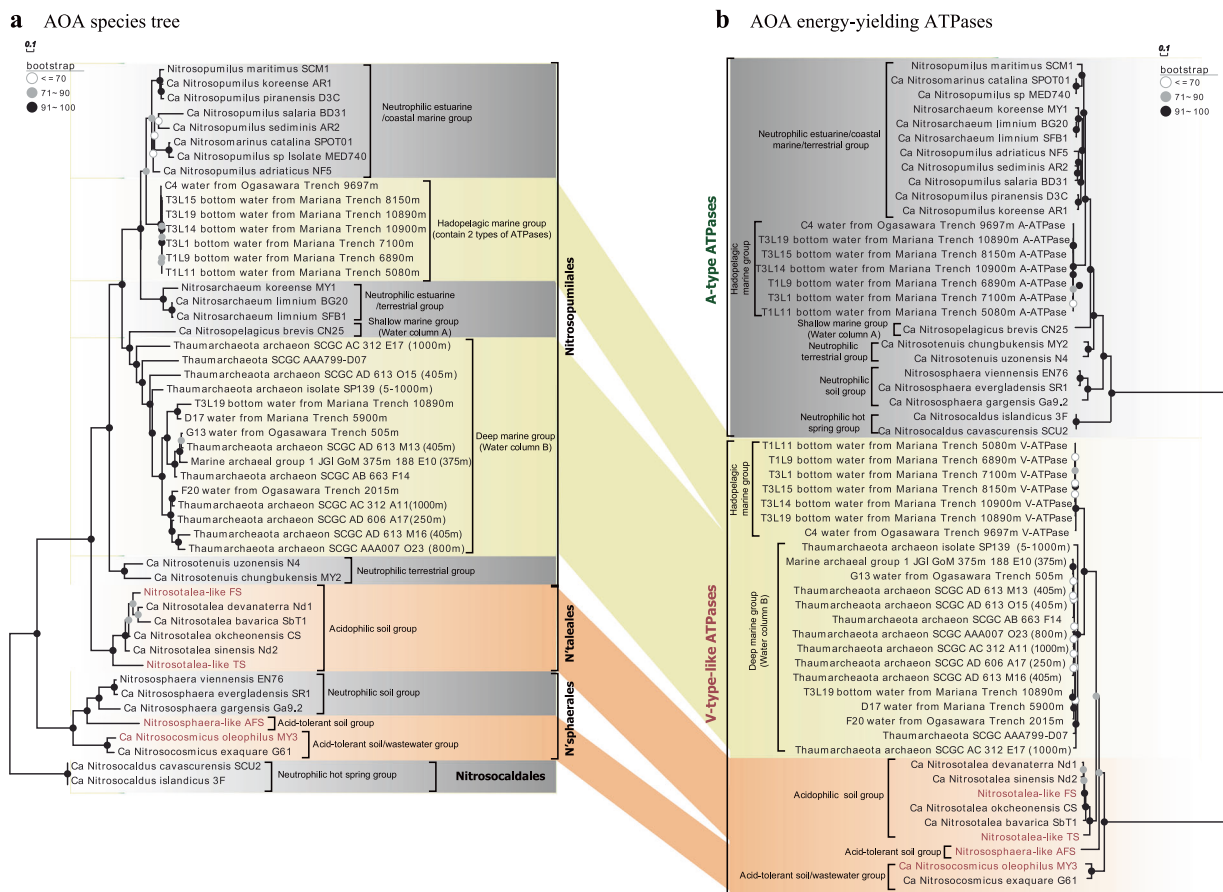 a AOA species tree
0.1
bootstrap
<=70
71~90
91~100
Nitrosopumilus maritimus SCM1
Ca Nitrosopumilus koreense AR1
Ca Nitrosopumilus piranensis D3C
Ca Nitrosopumilus salaria BD31
Ca Nitrosopumilus sediminis AR2
Ca Nitrosomarinus catalina SPOT01
Ca Nitrosopumilus sp Isolate MED740
Ca Nitrosopumilus adriaticus NF5
Neutrophilic estuarine
/coastal marine group
C4 water from Ogasawara Trench 9697m
T3L15 bottom water from Mariana Trench 8150m
T3L19 bottom water from Mariana Trench 10890m
T3L14 bottom water from Mariana Trench 10900m
T3L1 bottom water from Mariana Trench 7100m
T1L9 bottom water from Mariana Trench 6890m
T1L11 bottom water from Mariana Trench 5080m
Hadopelagic marine group
(contain 2 types of ATPases)
Nitrosarchaeum koreense MY1
Ca Nitrosarchaeum limnium BG20
Ca Nitrosarchaeum limnium SFB1
Neutrophilic estuarine
/terrestrial group
Ca Nitrosopelagicus brevis CN25
Shallow marine group
(Water column A)
Thaumarchaeota archaeon SCGC AC 312 E17 (1000m)
Thaumarchaeota archaeon SCGC AAA799-D07
Thaumarchaeota archaeon SCGC AD 613 O15 (405m)
Thaumarchaeota archaeon isolate SP139 (5-1000m)
T3L19 bottom water from Mariana Trench 10890m
D17 water from Mariana Trench 5900m
G13 water from Ogasawara Trench 505m
Thaumarcheaota archaeon SCGC AD 613 M13 (405m)
Marine archaeal group 1 JGI GoM 375m 188 E10 (375m)
Thaumarchaeota archaeon SCGC AB 663 F14
F20 water from Ogasawara Trench 2015m
Thaumarchaeota archaeon SCGC AC 312 A11(1000m)
Thaumarchaeota archaeon SCGC AD 606 A17(250m)
Thaumarchaeota archaeon SCGC AD 613 M16 (405m)
Thaumarchaeota archaeon SCGC AAA007 O23 (800m)
Deep marine group
(Water column B)
Ca Nitrosotenuis uzonensis N4
Ca Nitrosotenuis chungbukensis MY2
Neutrophilic terrestrial group
Nitrosopumilales
Nitrosotalea-like FS
Ca Nitrosotalea devanaterra Nd1
Ca Nitrosotalea bavarica SbT1
Ca Nitrosotalea okcheonensis CS
Ca Nitrosotalea sinensis Nd2
Nitrosotalea-like TS
Acidophilic soil group
N'taleales
Nitrososphaera viennensis EN76
Ca Nitrososphaera evergladensis SR1
Ca Nitrososphaera gargensis Ga9.2
Neutrophilic soil group
Nitrososphaera-like AFS
Acid-tolerant soil group
Ca Nitrosocosmicus oleophilus MY3
Ca Nitrosocosmicus exaquare G61
Acid-tolerant soil/wastewater group
N'sphaerales
Ca Nitrosocaldus cavascurensis SCU2
Ca Nitrosocaldus islandicus 3F
Neutrophilic hot spring group
Nitrosocaldales
b AOA energy-yielding ATPases
0.1
bootstrap
<=70
71~90
91~100
A-type ATPases
Nitrosopumilus maritimus SCM1
Ca Nitrosomarinus catalina SPOT01
Ca Nitrosopumilus sp MED740
Nitrosarchaeum koreense MY1
Ca Nitrosarchaeum limnium BG20
Ca Nitrosarchaeum limnium SFB1
Ca Nitrosopumilus adriaticus NF5
Ca Nitrosopumilus sediminis AR2
Ca Nitrosopumilus salaria BD31
Ca Nitrosopumilus piranensis D3C
Ca Nitrosopumilus koreense AR1
Neutrophilic estuarine/coastal
marine/terrestrial group
C4 water from Ogasawara Trench 9697m A-ATPase
T3L19 bottom water from Mariana Trench 10890m A-ATPase
T3L15 bottom water from Mariana Trench 8150m A-ATPase
T3L14 bottom water from Mariana Trench 10900m A-ATPase
T1L9 bottom water from Mariana Trench 6890m A-ATPase
T3L1 bottom water from Mariana Trench 7100m A-ATPase
T1L11 bottom water from Mariana Trench 5080m A-ATPase
Hadopelagic
marine group
Shallow marine group
(Water column A)
Ca Nitrosopelagicus brevis CN25
Neutrophilic
terrestrial group
Ca Nitrosotenuis chungbukensis MY2
Ca Nitrosotenuis uzonensis N4
Neutrophilic
soil group
Nitrososphaera viennensis EN76
Ca Nitrososphaera evergladensis SR1
Ca Nitrososphaera gargensis Ga9.2
Neutrophilic hot
spring group
Ca Nitrosocaldus islandicus 3F
Ca Nitrosocaldus cavascurensis SCU2
V-type-like ATPases
T1L11 bottom water from Mariana Trench 5080m V-ATPase
T1L9 bottom water from Mariana Trench 6890m V-ATPase
T3L1 bottom water from Mariana Trench 7100m V-ATPase
T3L15 bottom water from Mariana Trench 8150m V-ATPase
T3L14 bottom water from Mariana Trench 10900m V-ATPase
T3L19 bottom water from Mariana Trench 10890m V-ATPase
C4 water from Ogasawara Trench 9697m V-ATPase
Hadopelagic
marine group
Thaumarchaeota archaeon isolate SP139 (5-1000m)
Marine archaeal group 1 JGI GoM 375m 188 E10 (375m)
G13 water from Ogasawara Trench 505m
Thaumarchaeota archaeon SCGC AD 613 M13 (405m)
Thaumarchaeota archaeon SCGC AD 613 O15 (405m)
Thaumarchaeota archaeon SCGC AB 663 F14
Thaumarchaeota archaeon SCGC AAA007 O23 (800m)
Thaumarchaeota archaeon SCGC AC 312 A11(1000m)
Thaumarchaeota archaeon SCGC AD 606 A17(250m)
Thaumarchaeota archaeon SCGC AD 613 M16(405m)
T3L19 bottom water from Mariana Trench 10890m
D17 water from Mariana Trench 5900m
F20 water from Ogasawara Trench 2015m
Thaumarchaeota archaeon SCGC AAA799-D07
Thaumarchaeota archaeon SCGC AC 312 E17 (1000m)
Deep marine group
(Water column B)
Ca Nitrosotalea devanaterra Nd1
Ca Nitrosotalea sinensis Nd2
Nitrosotalea-like FS
Ca Nitrosotalea okcheonensis CS
Ca Nitrosotalea bavarica SbT1
Nitrosotalea-like TS
Acidophilic soil group
Acid-tolerant soil group
Nitrososphaera-like AFS
Acid-tolerant soil/wastewater group
Ca Nitrosocosmicus oleophilus MY3
Ca Nitrosocosmicus exaquare G61